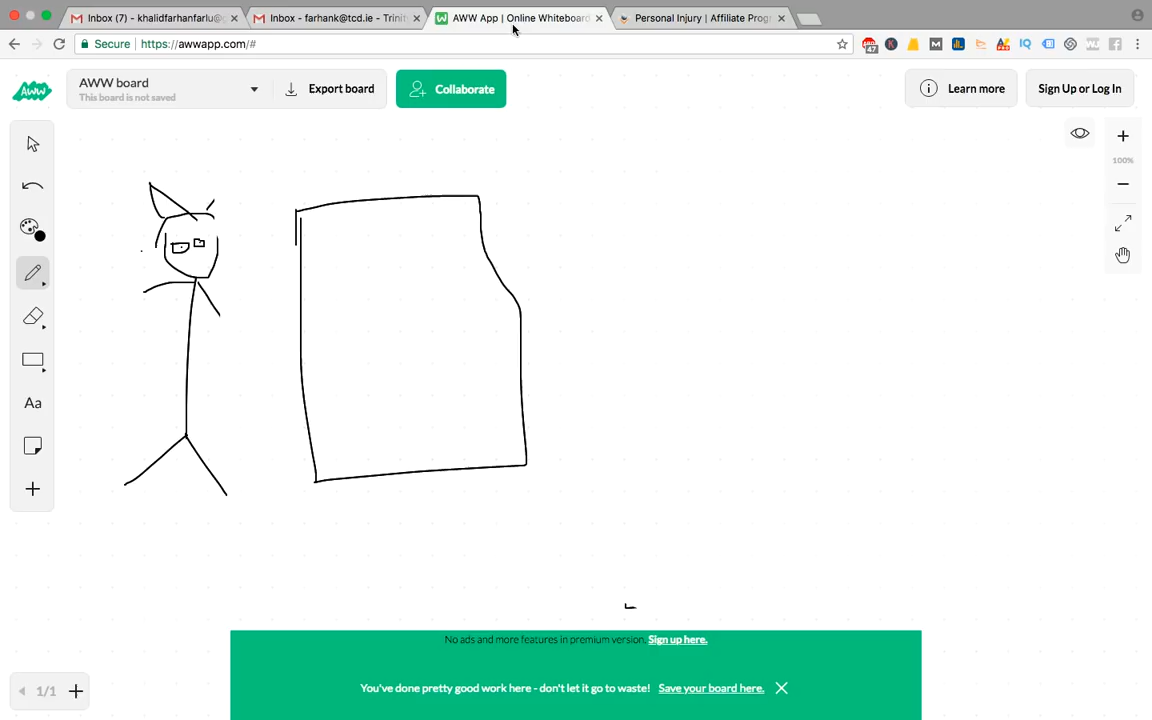 Inbox (7) - khalidfarhanfarlu@g
Inbox - farhank@tcd.ie - Trinit
AWW App | Online Whiteboard
Personal Injury | Affiliate Prog
Secure
https://awwapp.com/#
47
AWW
AWW board
This board is not saved
Export board
Collaborate
Learn more
Sign Up or Log In
100%
Aa
No ads and more features in premium version. Sign up here.
You've done pretty good work here - don't let it go to waste! Save your board here.
1/1